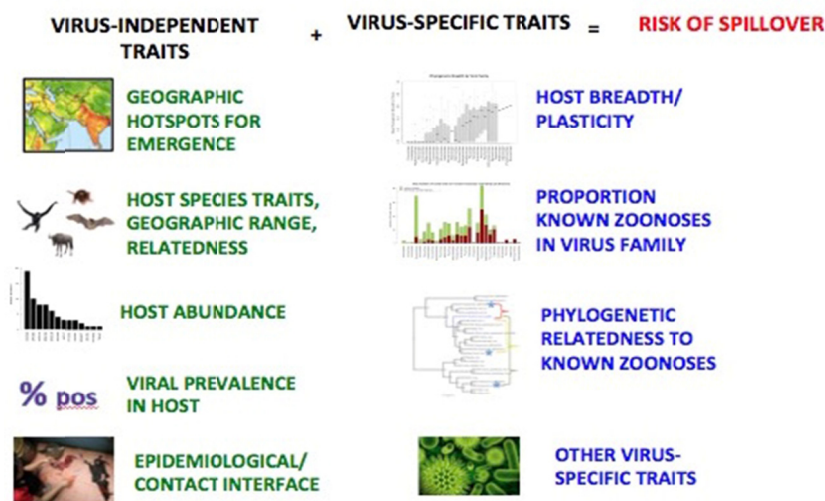 VIRUS-INDEPENDENT
TRAITS
+
VIRUS-SPECIFIC TRAITS
=
RISK OF SPILLOVER
GEOGRAPHIC
HOTSPOTS FOR
EMERGENCE
HOST SPECIES TRAITS,
GEOGRAPHIC RANGE,
RELATEDNESS
HOST ABUNDANCE
% pos
VIRAL PREVALENCE
IN HOST
EPIDEMIOLOGICAL/
CONTACT INTERFACE
HOST BREADTH/
PLASTICITY
PROPORTION
KNOWN ZOONOSES
IN VIRUS FAMILY
PHYLOGENETIC
RELATEDNESS TO
KNOWN ZOONOSES
OTHER VIRUS-
SPECIFIC TRAITS